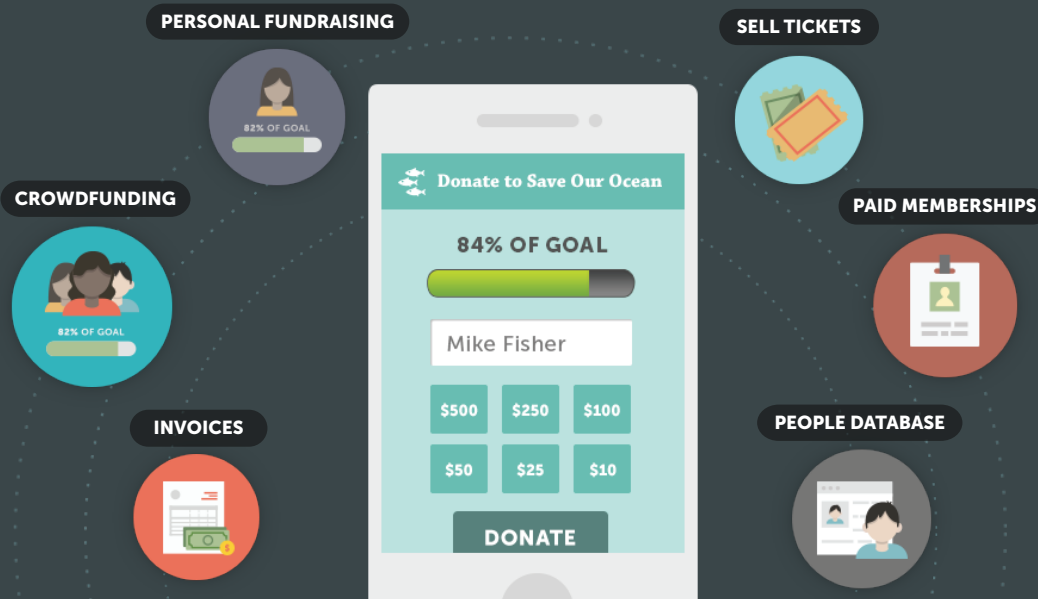 PERSONAL FUNDRAISING
SELL TICKETS
82% OF GOAL
CROWDFUNDING
PAID MEMBERSHIPS
82% OF GOAL
Donate to Save Our Ocean
84% OF GOAL
Mike Fisher
$500 $250 $100
$50 $25 $10
DONATE
INVOICES
$
PEOPLE DATABASE